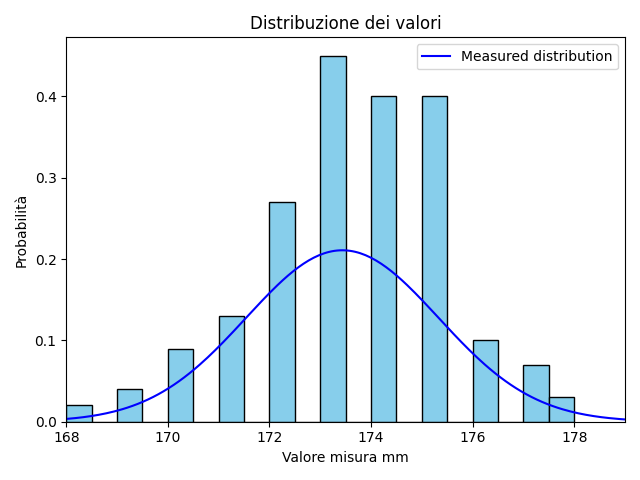 Distribuzione dei valori
Measured distribution
Probabilità
0.4
0.3
0.2
0.1
0.0
168 170 172 174 176 178
Valore misura mm